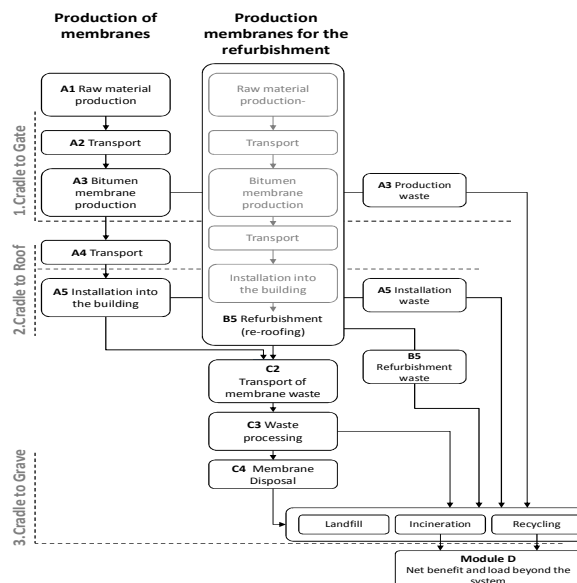 Production of
membranes
Production
membranes for the
refurbishment
A1 Raw material
production
A2 Transport
A3 Bitumen
membrane
production
A4 Transport
A5 Installation into
the building
Raw material
production-
Transport
Bitumen
membrane
production
Transport
Installation into
the building
B5 Refurbishment
(re-roofing)
A3 Production
waste
A5 Installation
waste
B5
Refurbishment
waste
C2
Transport of
membrane waste
C3 Waste
processing
C4 Membrane
Disposal
Landfill
Incineration
Recycling
Module D
Net benefit and load beyond the
system
1.Cradle to Gate
2.Cradle to Roof
3.Cradle to Grave